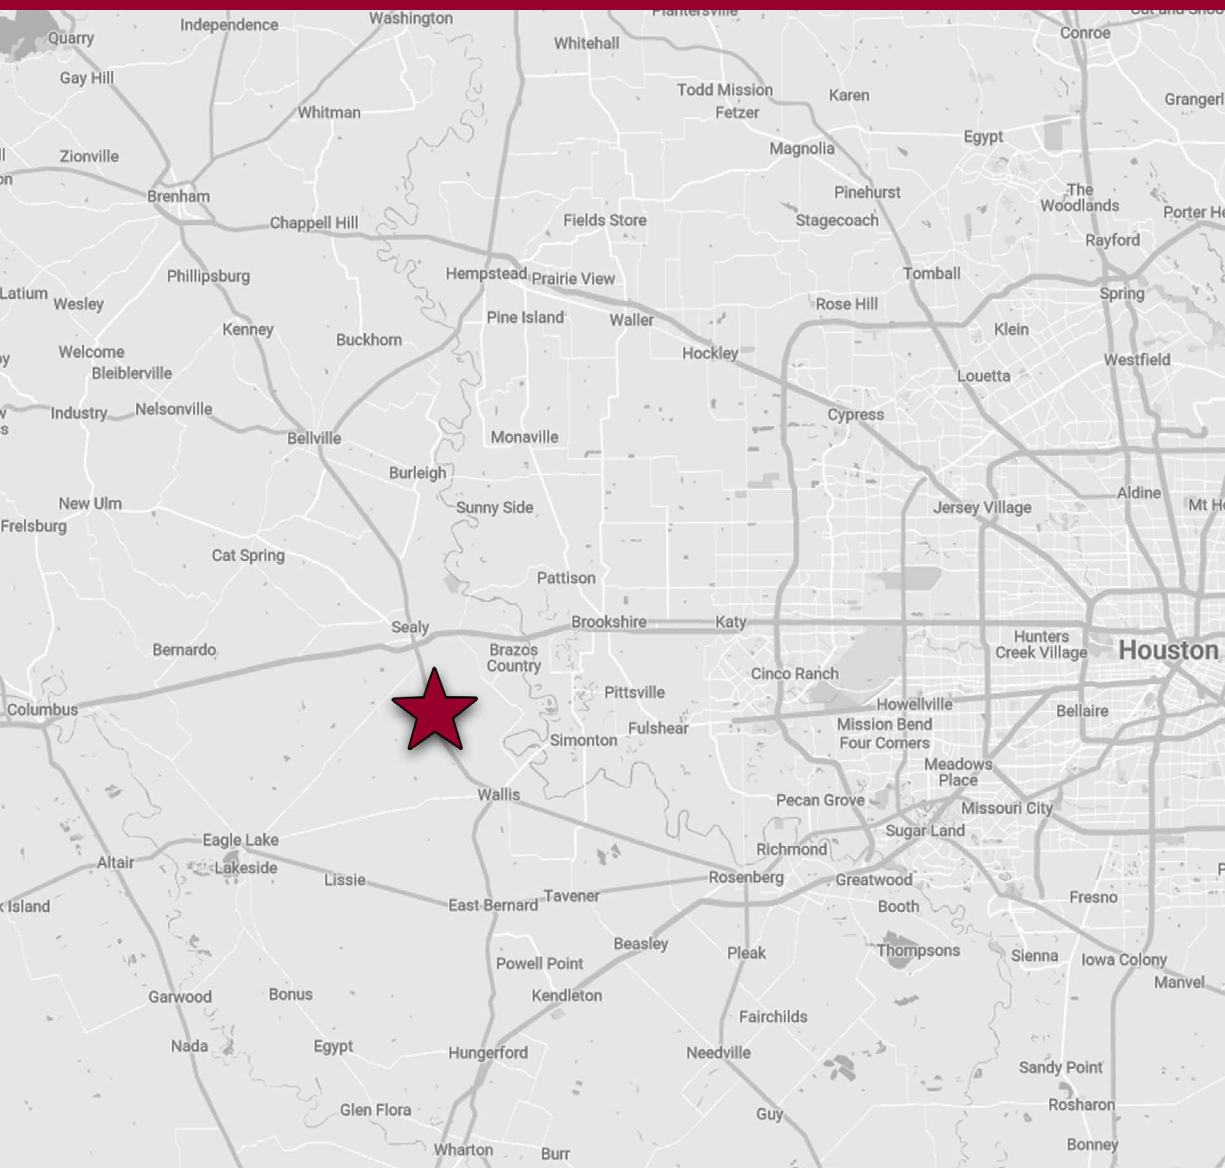 Washington
Independence
Quarry
Whitehall
Conroe
Gay Hill
Todd Mission
Karen
Fetzer
Whitman
Egypt
Magnolia
Zionville
Brenham
Pinehurst
The
Woodlands
Chappell Hill
Fields Store
Stagecoach
Rayford
Phillipsburg
Hempstead
Prairie View
Tomball
Latium
Wesley
Rose Hill
Spring
Pine Island
Waller
Kenney
Klein
Buckhorn
Welcome
Hockley
Westfield
Bleiblerville
Louetta
Industry
Nelsonville
Cypress
Bellville
Monaville
Burleigh
Aldine
New Ulm
Sunny Side
Jersey Village
Frelsburg
Cat Spring
Pattison
Sealy
Brookshire
Katy
Hunters
Creek Village
Houston
Bernardo
Brazos
Country
Cinco Ranch
Pittsville
Columbus
Howellville
Bellaire
Fulshear
Mission Bend
Simonton
Four Corners
Meadows
Place
Wallis
Pecan Grove
Missouri City
Sugar Land
Eagle Lake
Richmond
Altair
Lakeside
Lissie
Rosenberg
Greatwood
Tavener
Fresno
East Bernard
Booth
Island
Beasley
Pleak
Thompsons
Sienna
Iowa Colony
Powell Point
Manvel
Garwood
Bonus
Kendleton
Fairchilds
Nada
Egypt
Hungerford
Needville
Sandy Point
Glen Flora
Guy
Rosharon
Wharton
Burr
Bonney